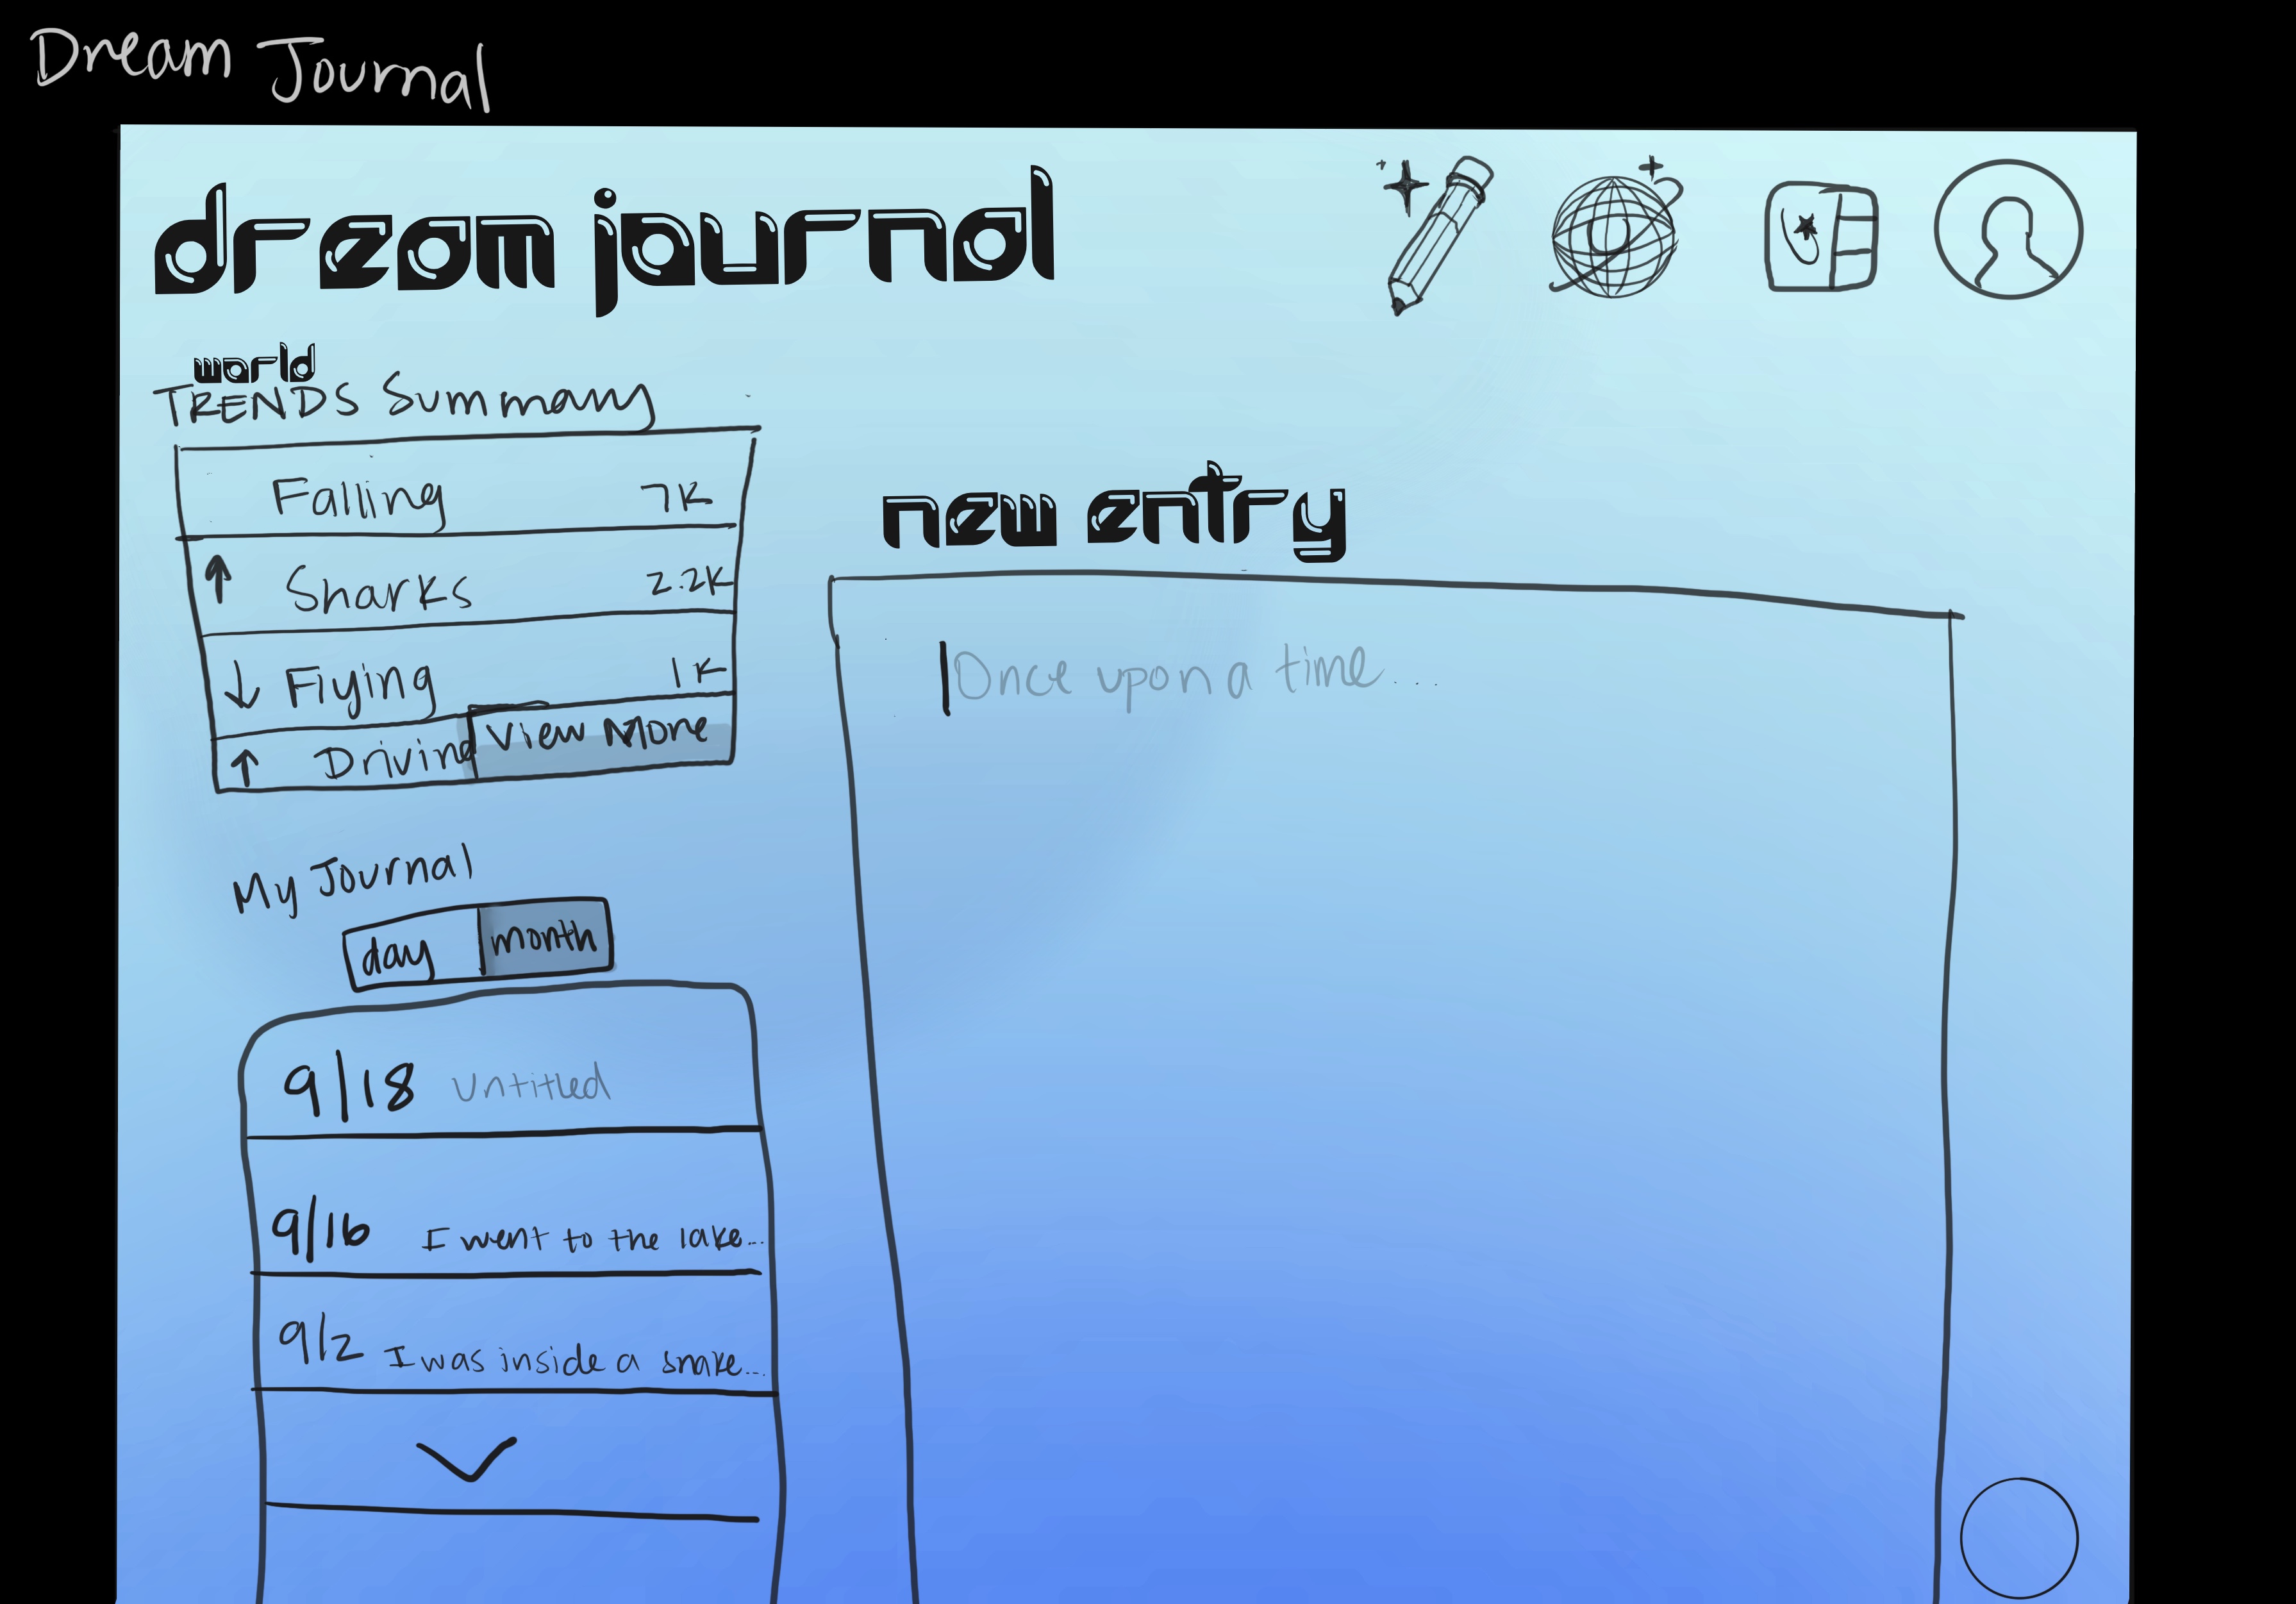 Dream Journal
dream journal
world
TRENDS Summary
Falling 7K
↑ Sharks 2.2K
↓ Flying 1K
↑ Driving View More
My Journal
day month
9/18 untitled
9/16 I went to the lake...
9/2 I was inside a snake...
new entry
Once upon a time...